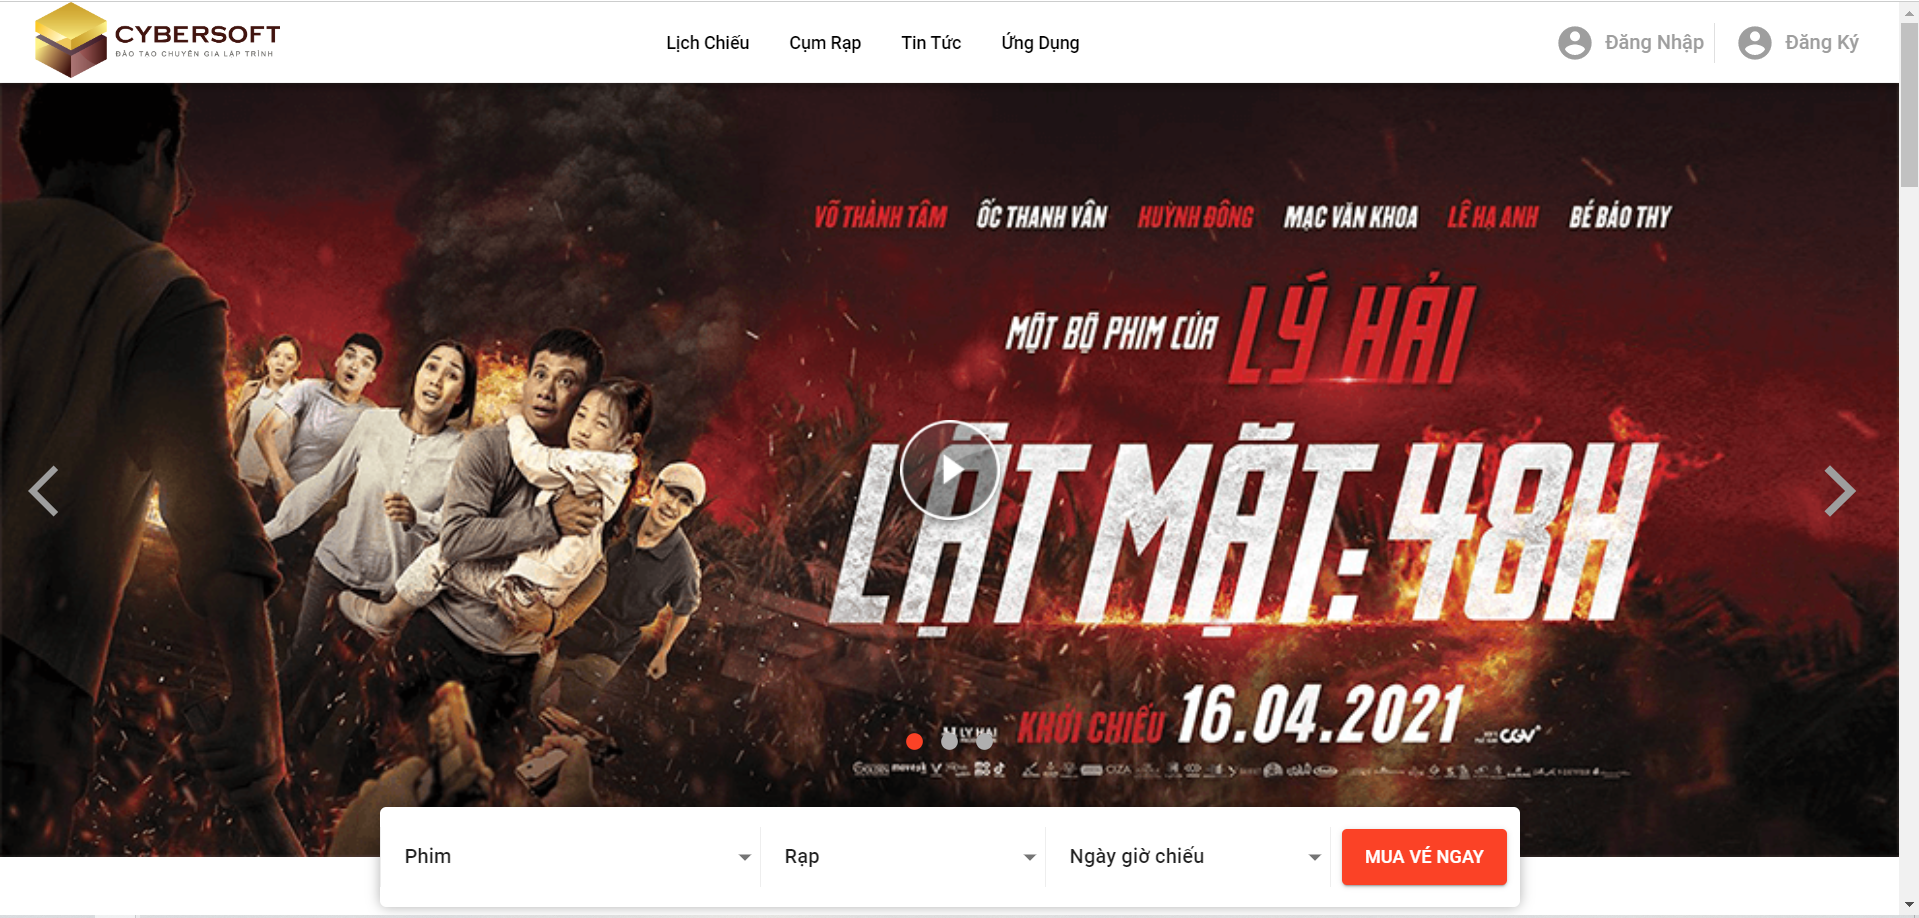 CYBERSOFT
ĐÀO TẠO CHUYÊN GIA LẬP TRÌNH
Lịch Chiếu Cụm Rạp Tin Tức Ứng Dụng
Đăng Nhập Đăng Ký
VÕ THÀNH TÂM ỐC THANH VÂN HUỲNH ĐÔNG MẠC VĂN KHOA LÊ HẠ ANH BÉ BẢO THY
MỘT BỘ PHIM CỦA LÝ HẢI
LẬT MẶT: 48H
KHỞI CHIẾU 16.04.2021
LY HAI
CGV
Phim Rạp Ngày giờ chiếu MUA VÉ NGAY